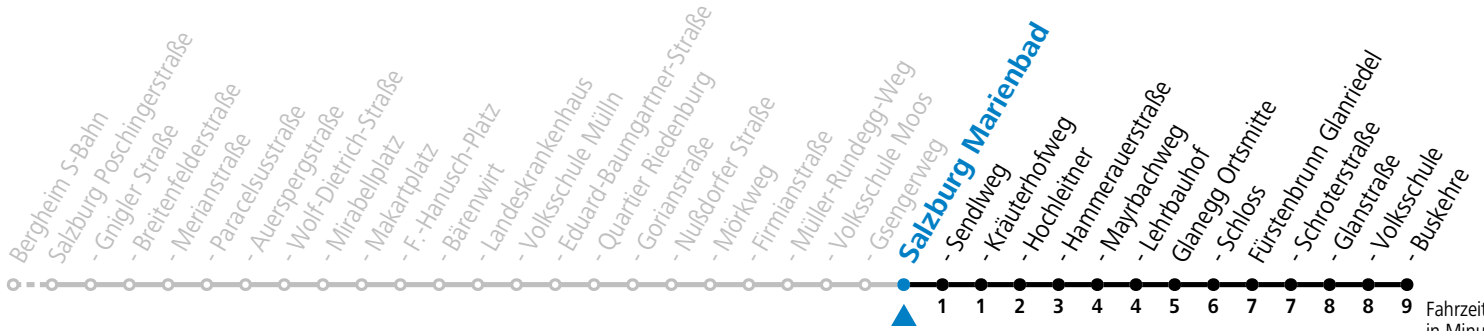 Bergheim S-Bahn
Salzburg Poschingerstraße
- Gnigler Straße
- Breitenfelderstraße
- Merianstraße
- Paracelsusstraße
- Auerspergstraße
- Wolf-Dietrich-Straße
- Mirabellplatz
- Makartplatz
- F.-Hanusch-Platz
- Bärenwirt
- Landeskrankenhaus
- Volksschule Mülln
- Eduard-Baumgartner-Straße
- Quartier Riedenburg
- Gorianstraße
- Nußdorfer Straße
- Mörkweg
- Firmianstraße
- Müller-Rundegg-Weg
- Volksschule Moos
- Gsengerweg
Salzburg Marienbad
- Sendlweg
- Kräuterhofweg
- Hochleitner
- Hammerauerstraße
- Mayrbachweg
- Lehrbauhof
Glanegg Ortsmitte
- Schloss
Fürstenbrunn Glanriedel
- Schroterstraße
- Glanstraße
- Volksschule
- Buskehre
1 1 2 3 4 4 5 6 7 7 8 8 9 Fahrzeit
in Minu